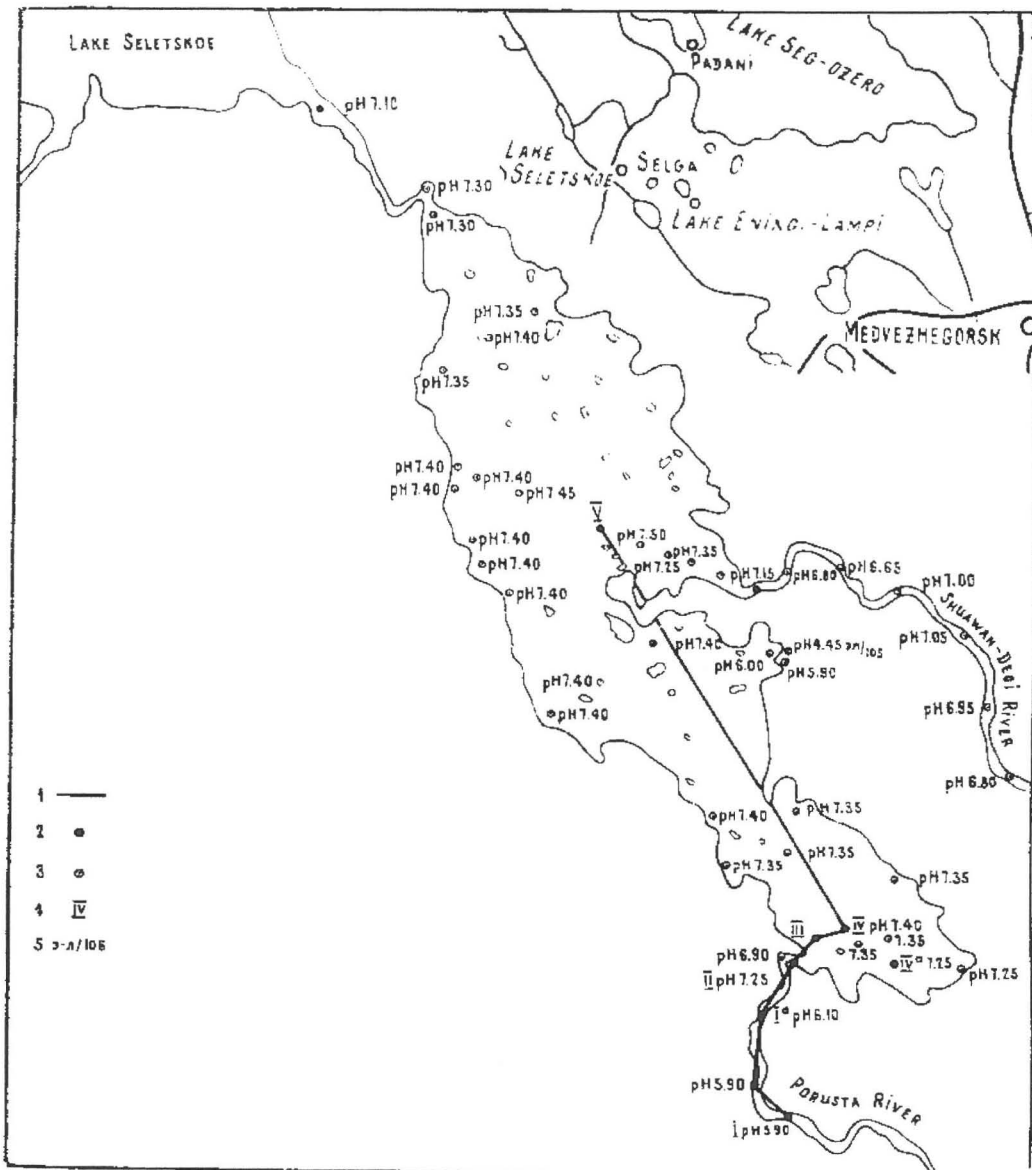 LAKE SELETSKOE
PADANI
LAKE SEG-OZERO
pH 7.10
LAKE
SELETSKOE
SELGA
pH 7.30
pH 7.30
LAKE EVINGI-LAMPI
pH 7.35
pH 7.40
MEDVEZHEGORSK
pH 7.35
pH 7.40
pH 7.40
pH 7.40
pH 7.45
V
pH 7.50
pH 7.40
pH 7.35
pH 7.25
pH 7.15
pH 6.80
pH 6.65
pH 7.00
pH 7.40
pH 7.40
SHUAWAN-DEGI RIVER
pH 7.05
pH 7.40
pH 4.45 э-л/106
pH 6.00
pH 5.90
pH 7.40
pH 7.40
pH 6.95
pH 6.80
1
2
3
4 IV
5 э-л/106
pH 7.40
pH 7.35
pH 7.35
pH 7.35
pH 7.35
III
IV pH 7.40
7.35
7.35
pH 6.90
IV 7.25
pH 7.25
II pH 7.25
I
pH 6.10
pH 5.90
PORUSTA RIVER
pH 5.90